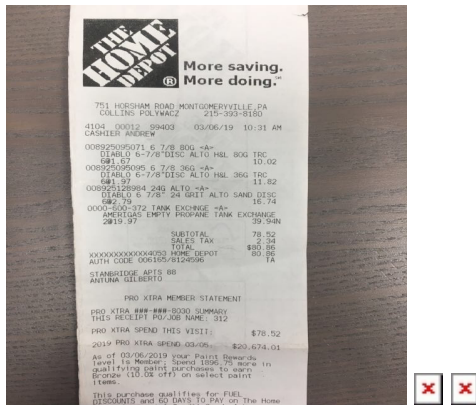 THE
HOME
DEPOT
®
More saving.
More doing.℠
751 HORSHAM ROAD MONTGOMERYVILLE,PA
COLLINS POLYWACZ 215-393-8180
4104 00012 99403 03/06/19 10:31 AM
CASHIER ANDREW
008925095071 6 7/8 80G <A>
DIABLO 6-7/8"DISC ALTO H&L 80G TRC
6@1.67 10.02
008925095095 6 7/8 36G <A>
DIABLO 6-7/8"DISC ALTO H&L 36G TRC
6@1.97 11.82
008925128984 24G ALTO <A>
DIABLO 6 7/8" 24 GRIT ALTO SAND DISC
6@2.79 16.74
0000-600-372 TANK EXCHNGE <A>
AMERIGAS EMPTY PROPANE TANK EXCHANGE
2@19.97 39.94N
SUBTOTAL 78.52
SALES TAX 2.34
TOTAL $80.86
XXXXXXXXXXXX4053 HOME DEPOT 80.86
AUTH CODE 006165/8124596 TA
STANBRIDGE APTS 88
ANTUNA GILBERTO
PRO XTRA MEMBER STATEMENT
PRO XTRA ###-###-8030 SUMMARY
THIS RECEIPT PO/JOB NAME: 312
PRO XTRA SPEND THIS VISIT: $78.52
2019 PRO XTRA SPEND 03/05: $20,674.01
As of 03/06/2019 your Paint Rewards
level is Member; Spend 1896.75 more in
qualifying paint purchases to earn
Bronze (10.0% off) on select paint
items.
This purchase qualifies for FUEL
DISCOUNTS and 60 DAYS TO PAY on The Home